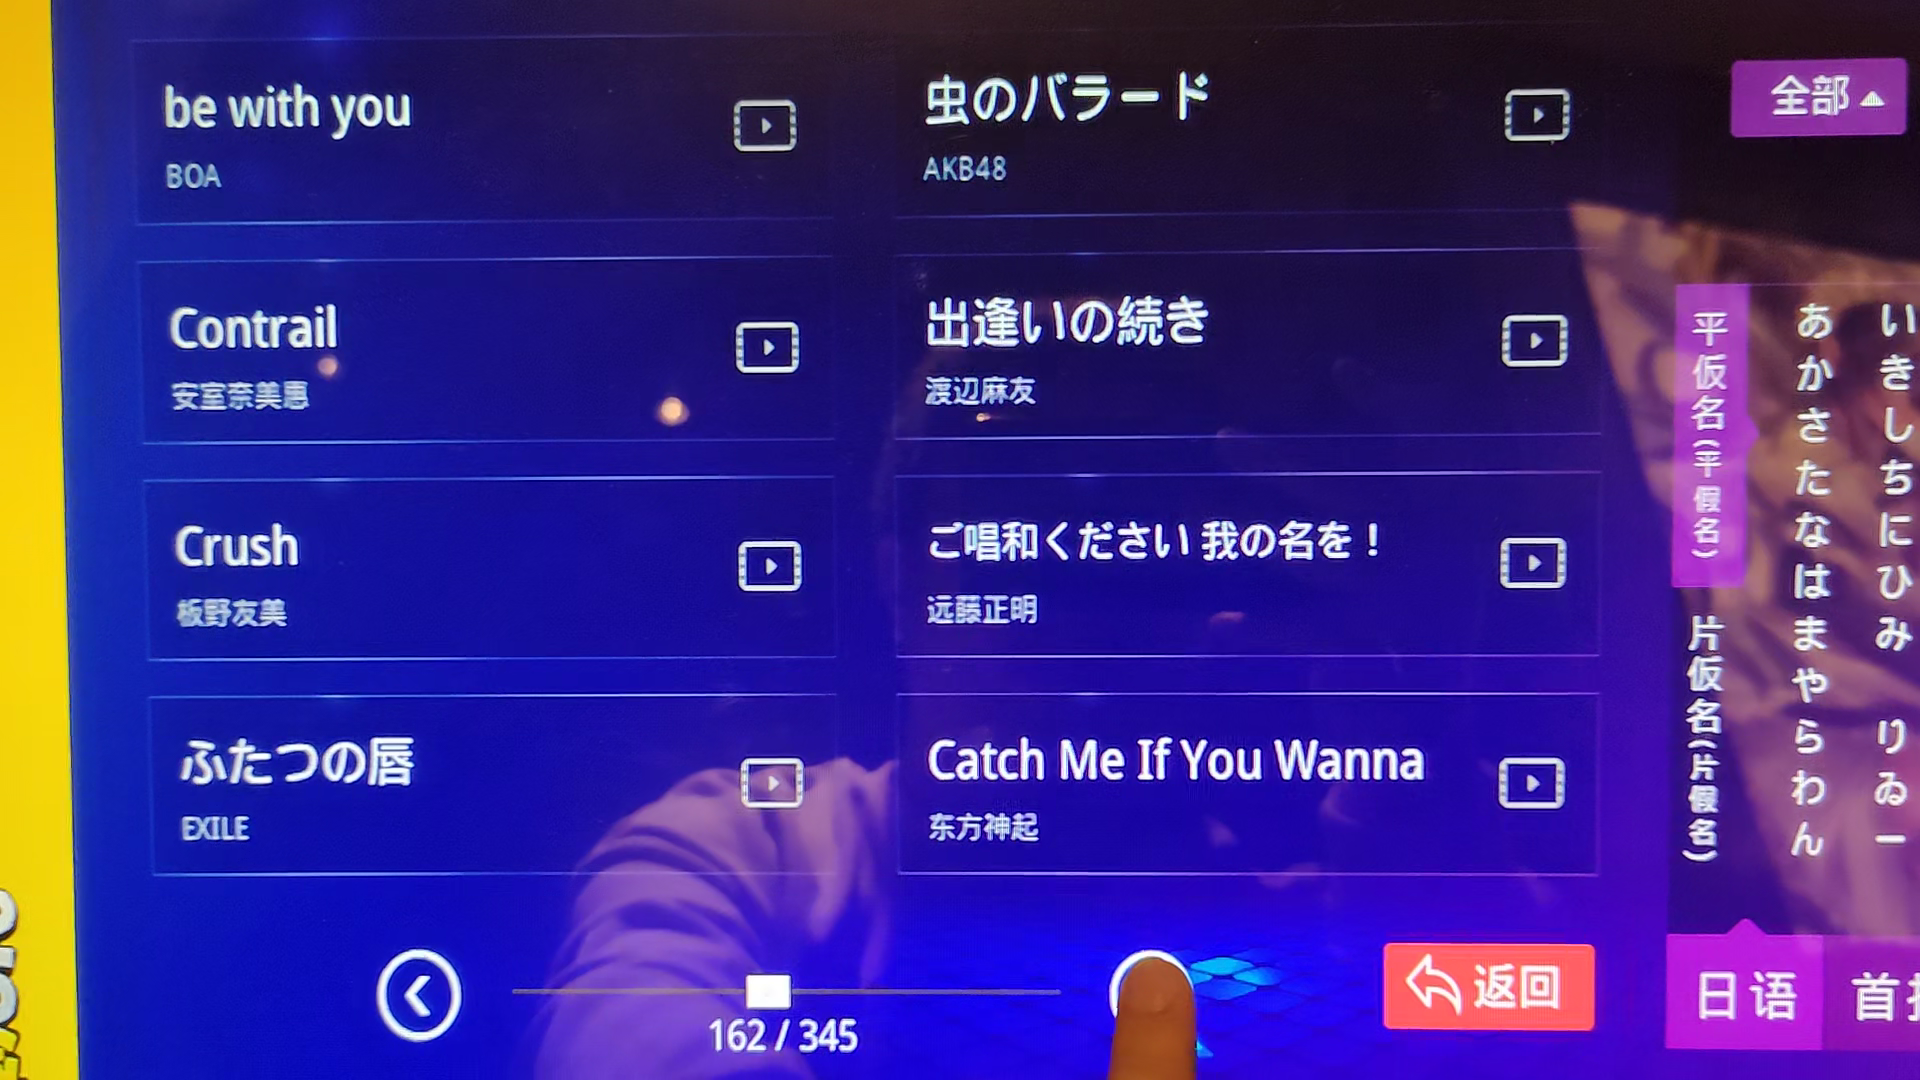 be with you
BOA
虫のバラード
AKB48
Contrail
安室奈美恵
出逢いの続き
渡辺麻友
Crush
板野友美
ご唱和ください 我の名を!
远藤正明
ふたつの唇
EXILE
Catch Me If You Wanna
东方神起
162 / 345
返回
全部
平仮名(平假名)
片仮名(片假名)
あ い
か き
さ し
た ち
な に
は ひ
ま み
や
ら り
わ ゐ
ん ー
日语
首